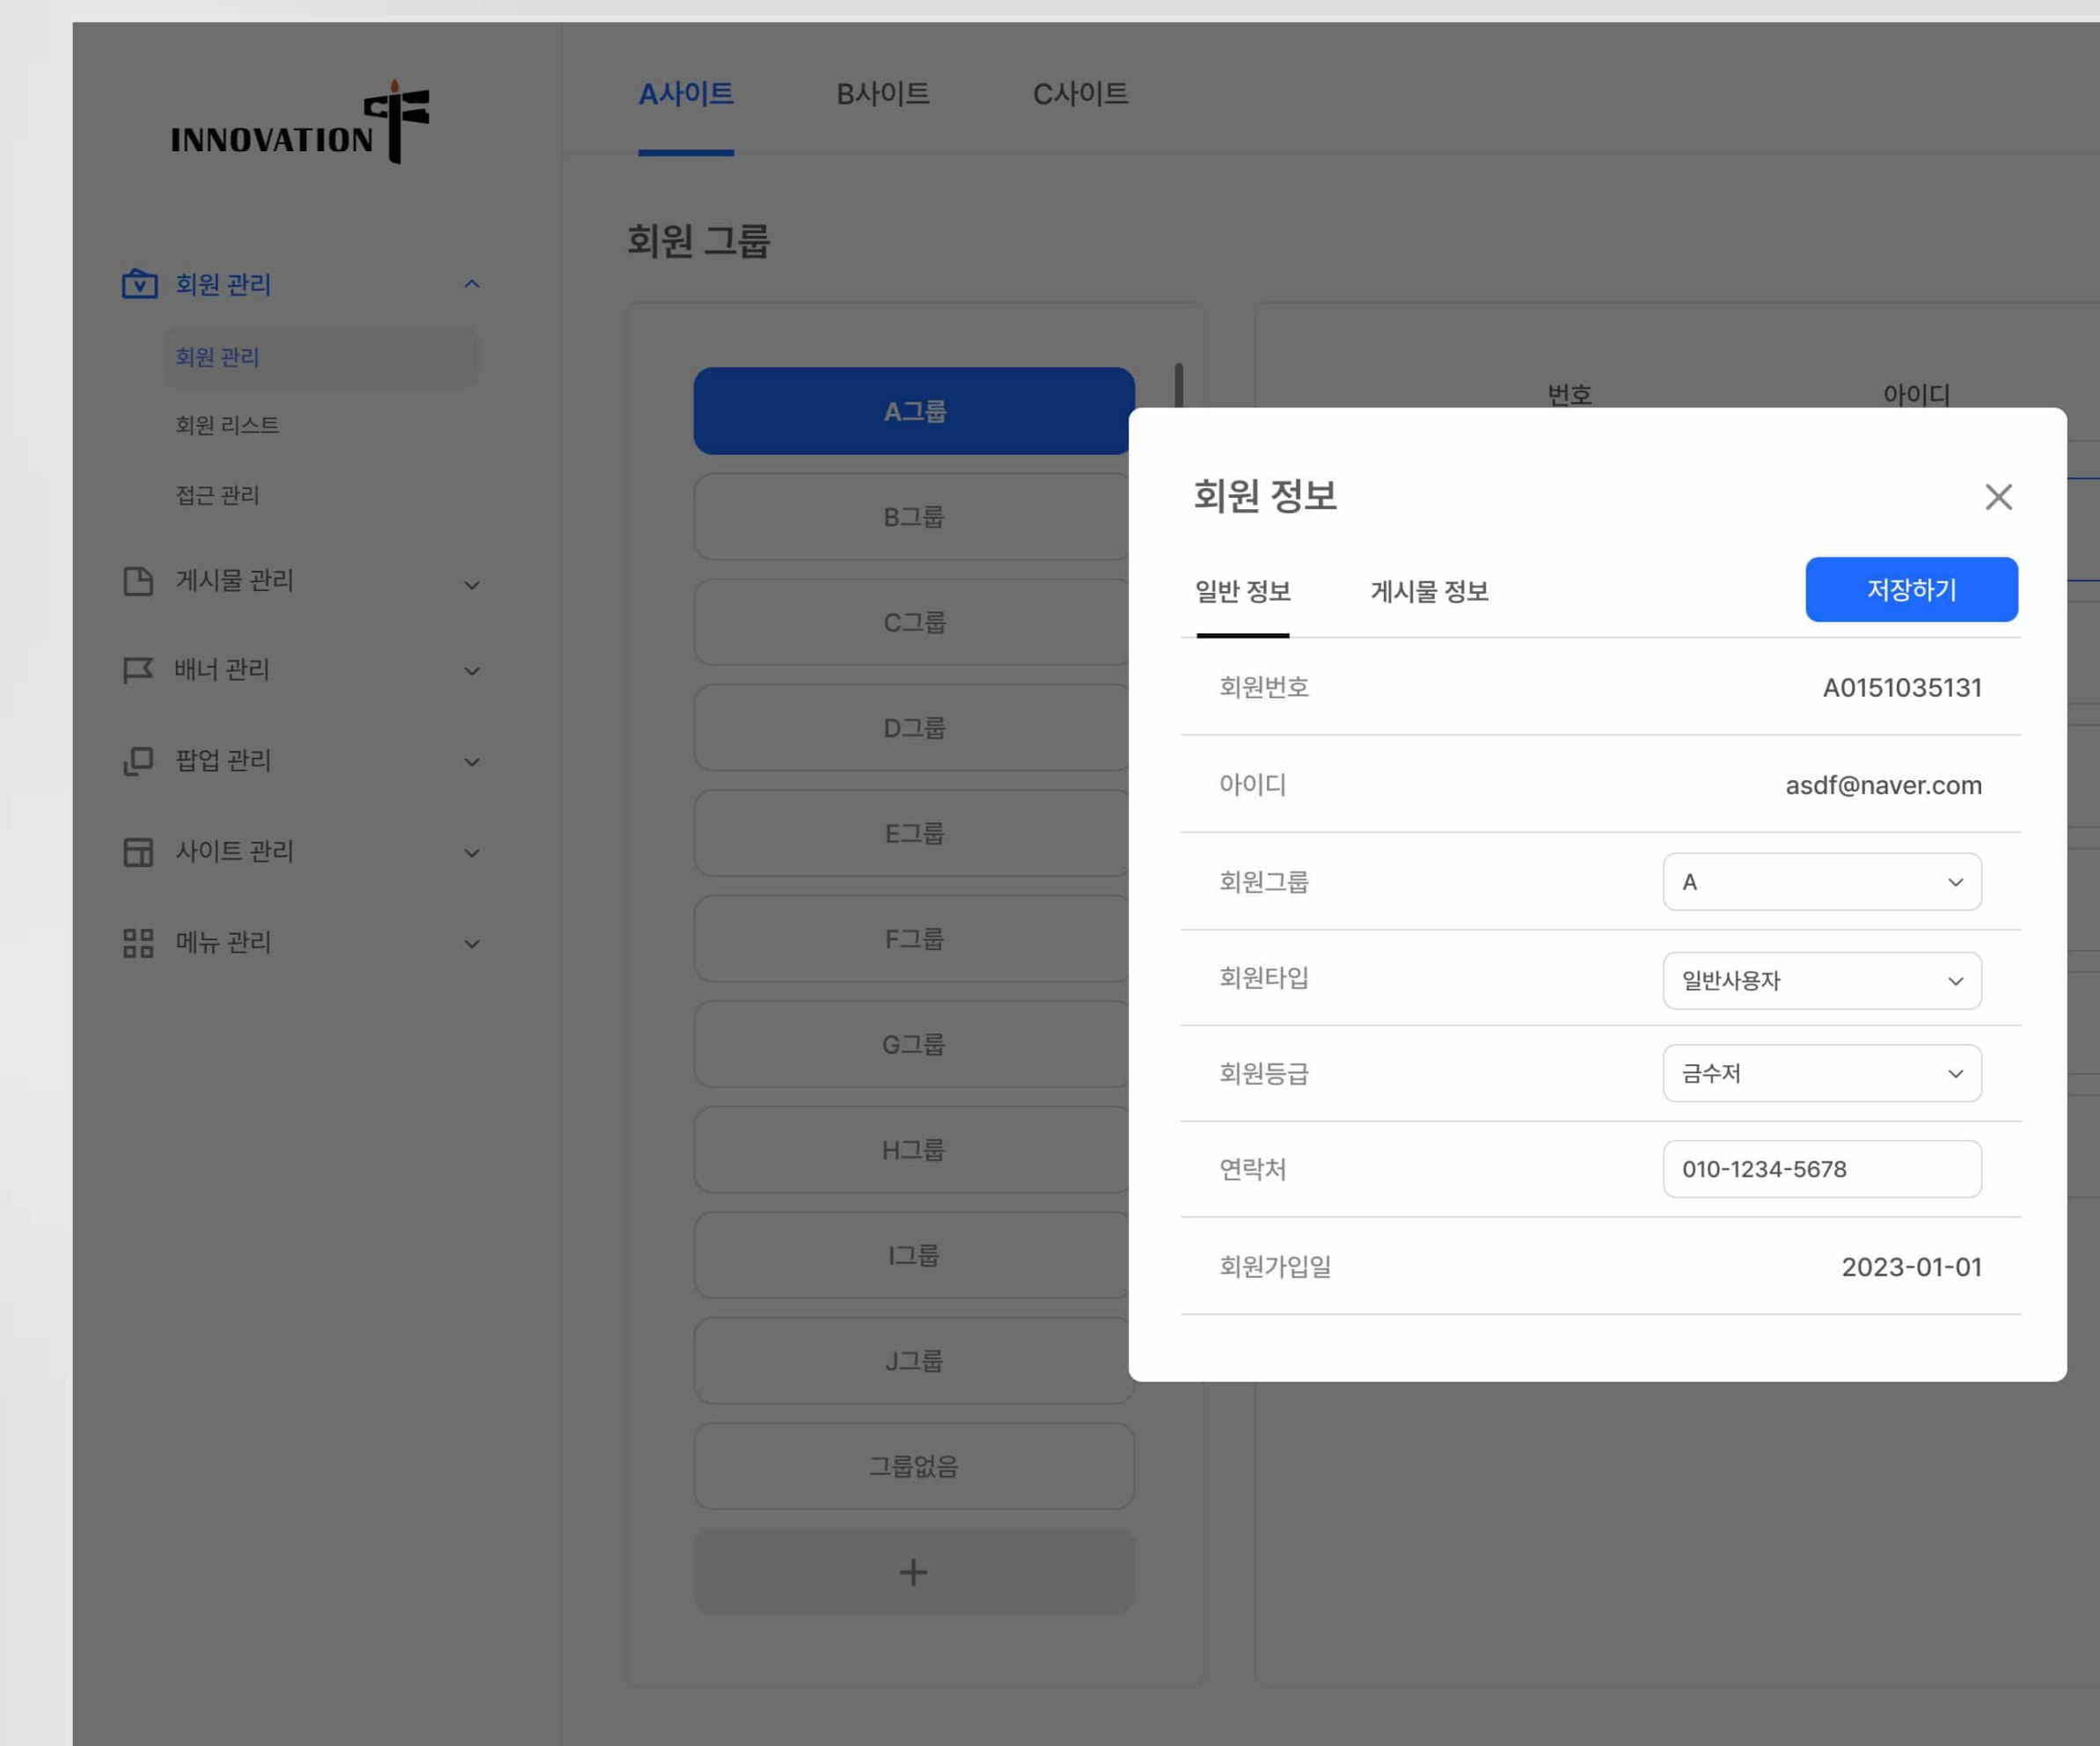 INNOVATION
A사이트
B사이트
C사이트
회원 그룹
회원 관리
회원 관리
회원 리스트
접근 관리
게시물 관리
배너 관리
팝업 관리
사이트 관리
메뉴 관리
A그룹
B그룹
C그룹
D그룹
E그룹
F그룹
G그룹
H그룹
I그룹
J그룹
그룹없음
+
번호
아이디
회원 정보
일반 정보
게시물 정보
저장하기
회원번호 A0151035131
아이디 asdf@naver.com
회원그룹 A
회원타입 일반사용자
회원등급 금수저
연락처 010-1234-5678
회원가입일 2023-01-01